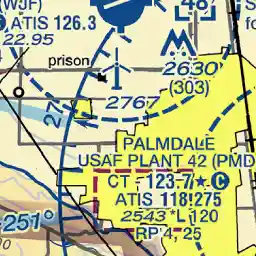 (WJF)
ATIS 126.3
22.95
48
prison
2630
(303)
2767
27
PALMDALE
USAF PLANT 42 (PMD
CT - 123.7 ★ C
ATIS 118.275
2543 *L 120
RP 4, 25
251°